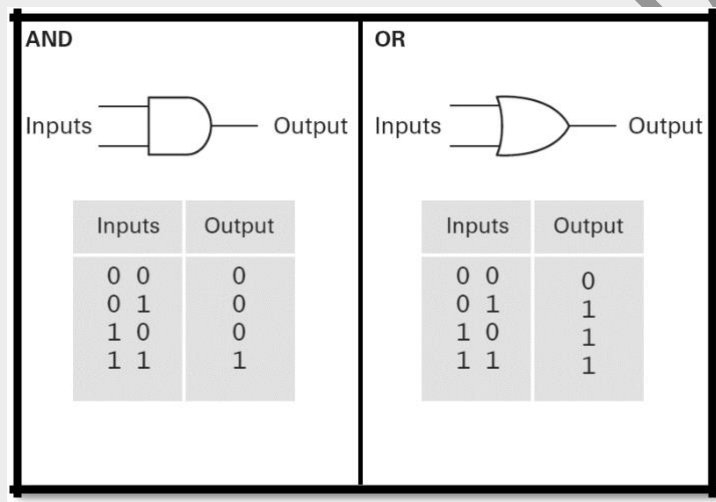 AND
Inputs Output
Inputs Output
0 0 0
0 1 0
1 0 0
1 1 1
OR
Inputs Output
Inputs Output
0 0 0
0 1 1
1 0 1
1 1 1